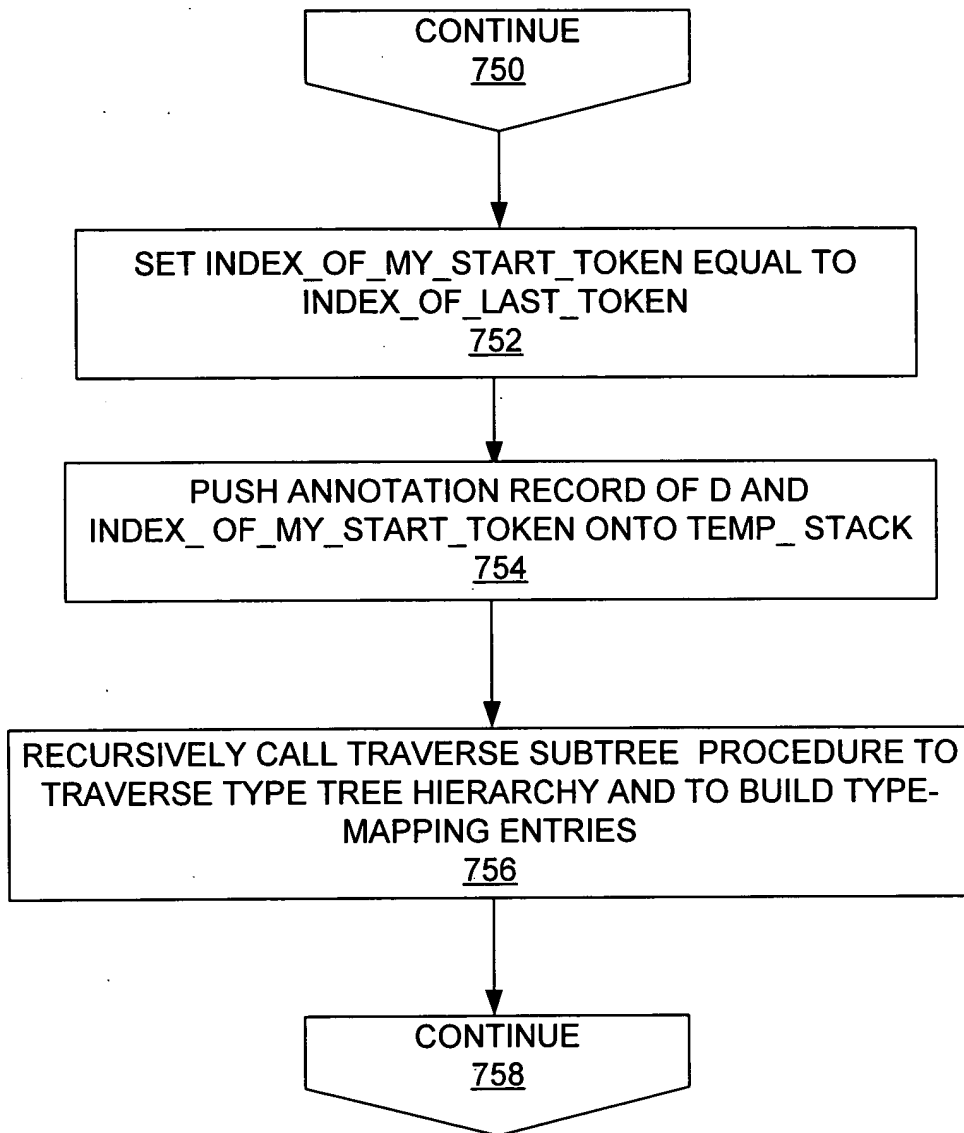 CONTINUE
750
SET INDEX_OF_MY_START_TOKEN EQUAL TO
INDEX_OF_LAST_TOKEN
752
PUSH ANNOTATION RECORD OF D AND
INDEX_ OF_MY_START_TOKEN ONTO TEMP_ STACK
754
RECURSIVELY CALL TRAVERSE SUBTREE PROCEDURE TO
TRAVERSE TYPE TREE HIERARCHY AND TO BUILD TYPE-
MAPPING ENTRIES
756
CONTINUE
758